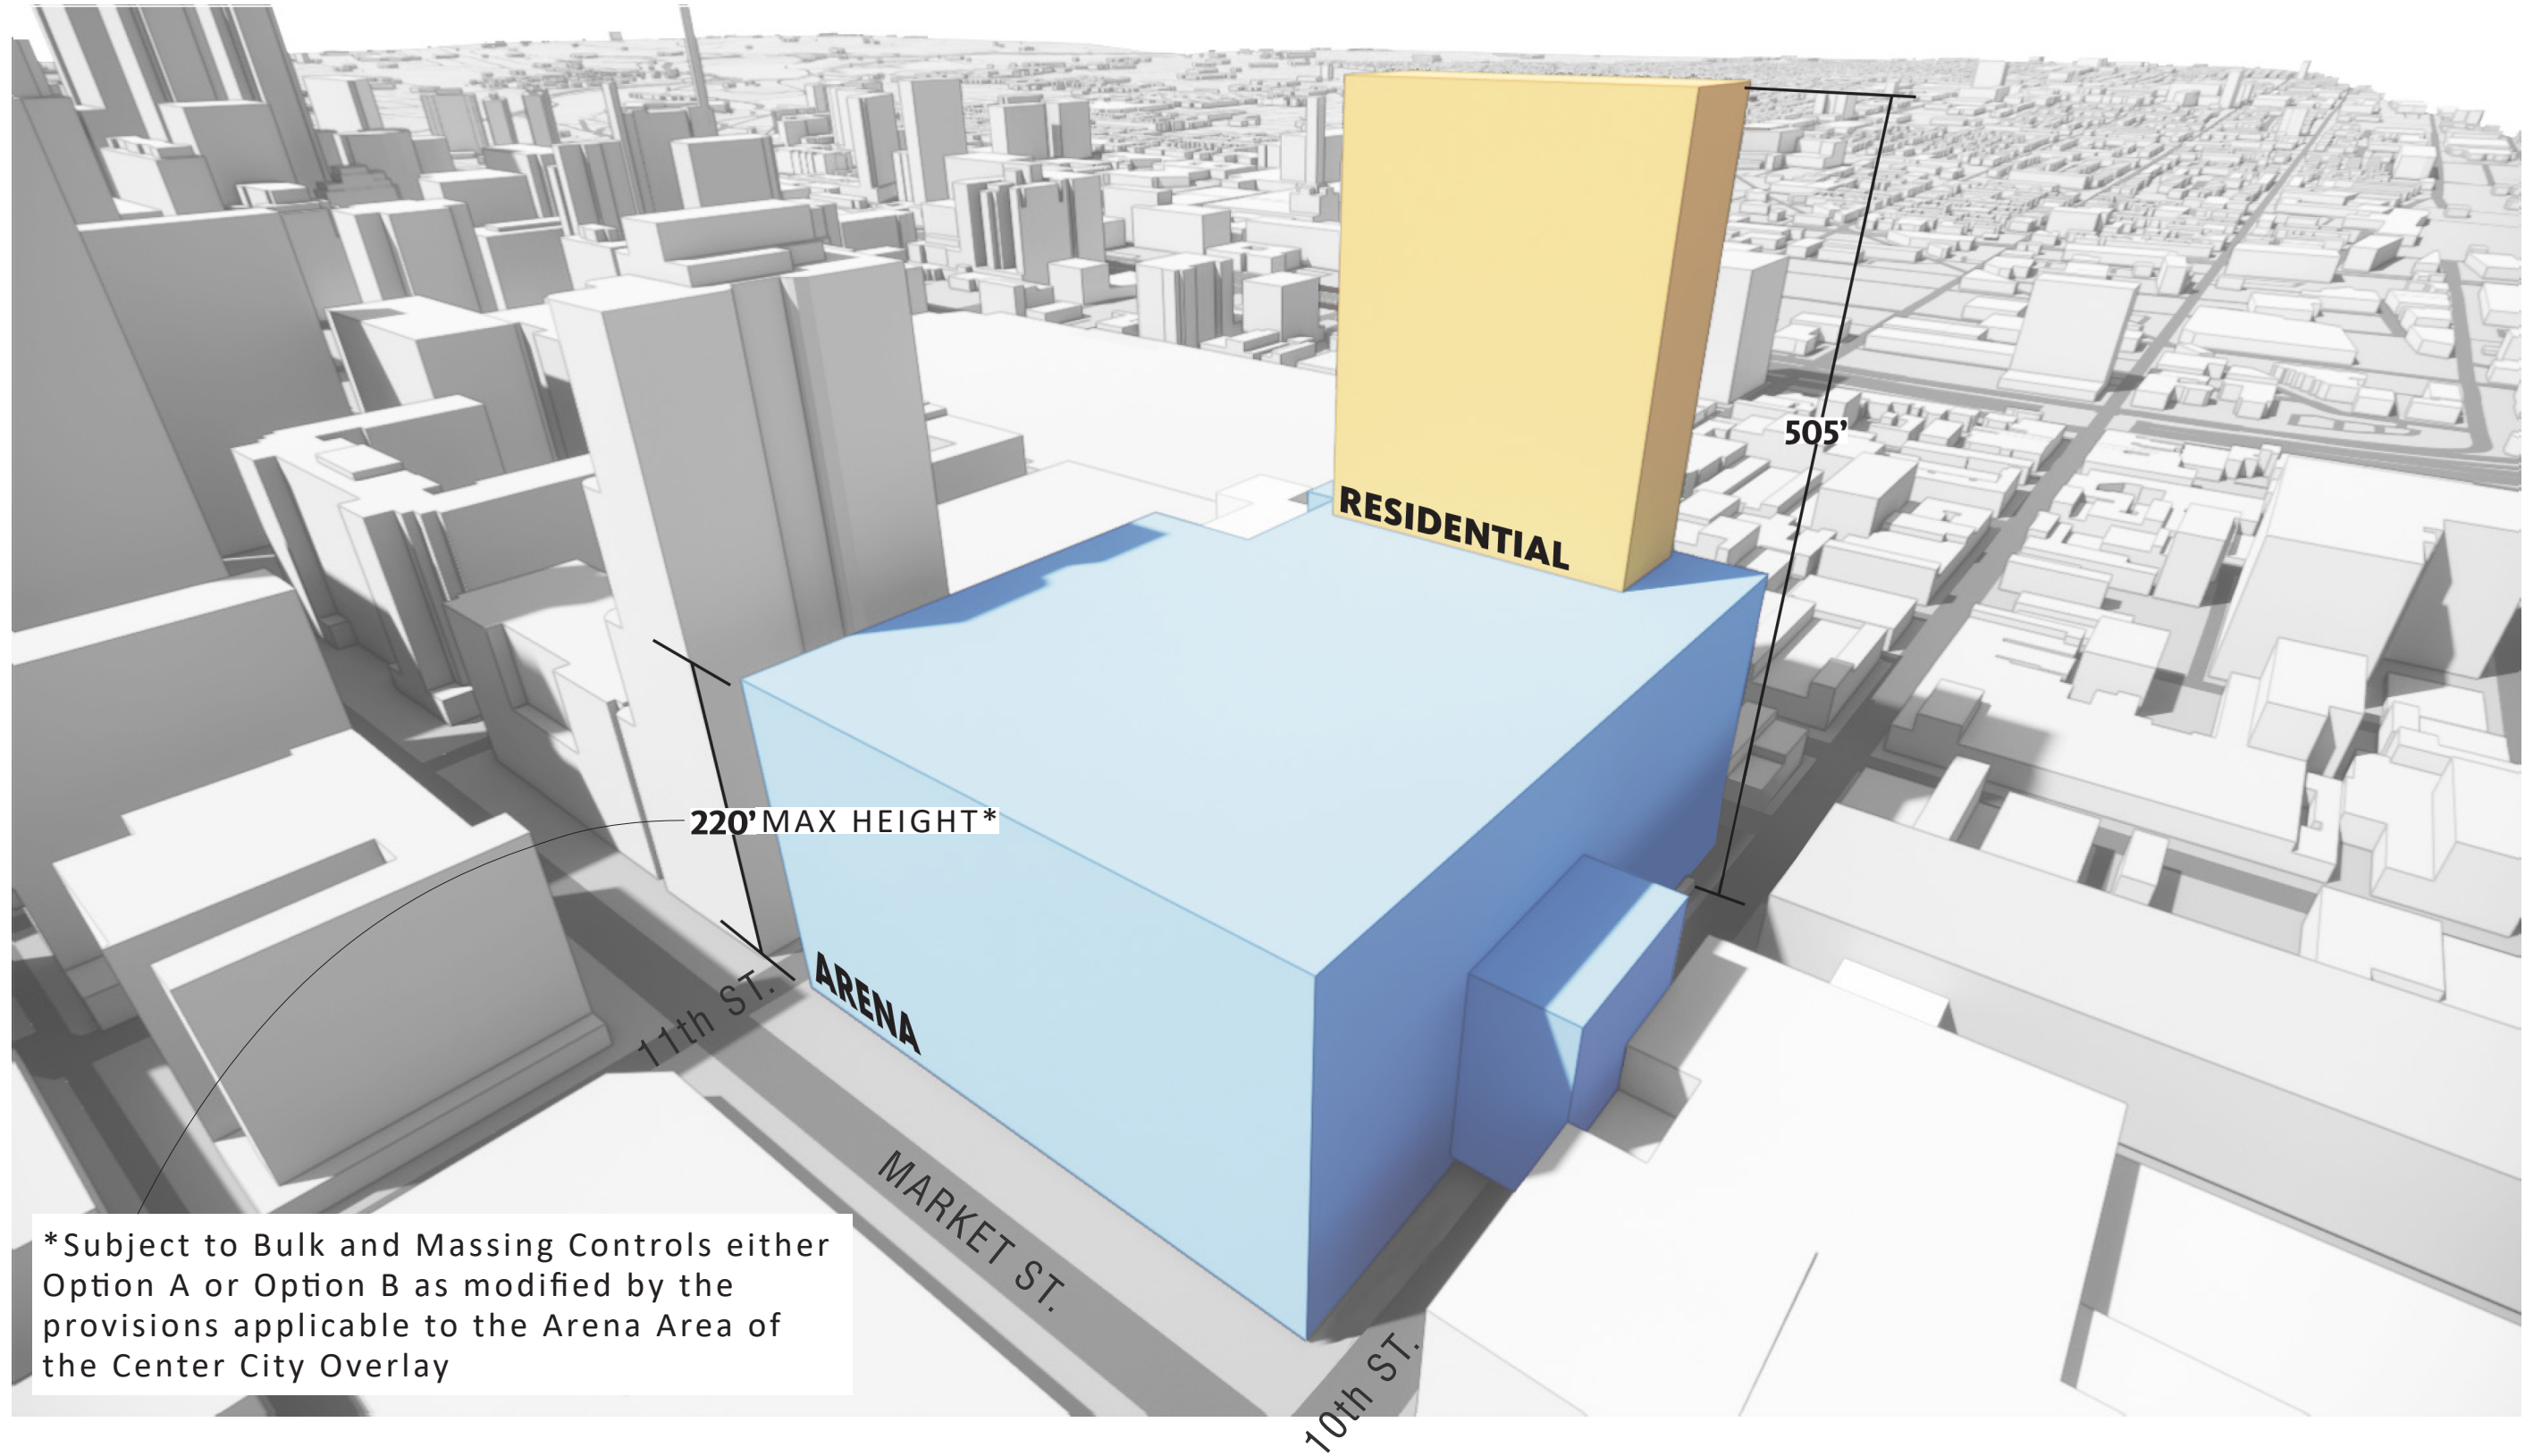 505’
RESIDENTIAL
220’ MAX HEIGHT*
ARENA
11th ST.
MARKET ST.
10th ST.
*Subject to Bulk and Massing Controls either
Option A or Option B as modified by the
provisions applicable to the Arena Area of
the Center City Overlay